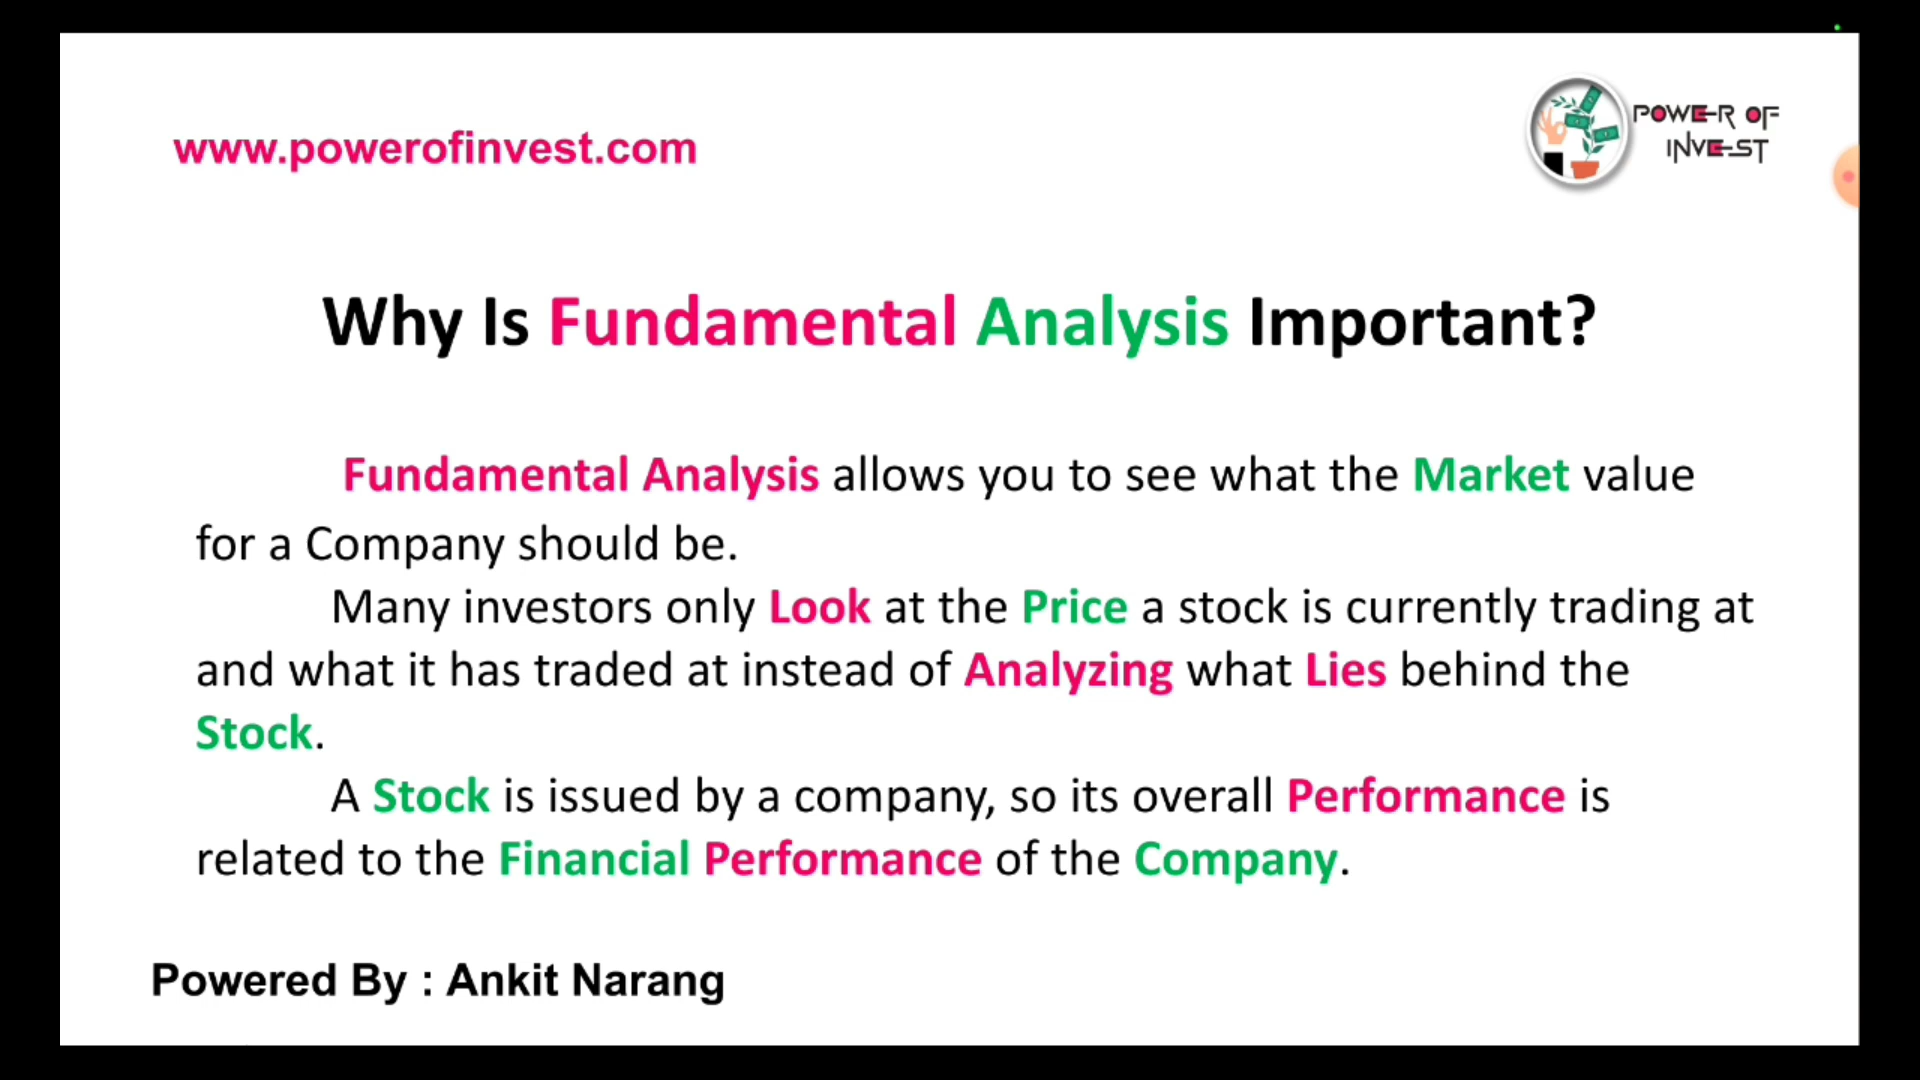 www.powerofinvest.com
POWER OF
INVEST
Why Is Fundamental Analysis Important?
Fundamental Analysis allows you to see what the Market value
for a Company should be.
Many investors only Look at the Price a stock is currently trading at
and what it has traded at instead of Analyzing what Lies behind the
Stock.
A Stock is issued by a company, so its overall Performance is
related to the Financial Performance of the Company.
Powered By : Ankit Narang